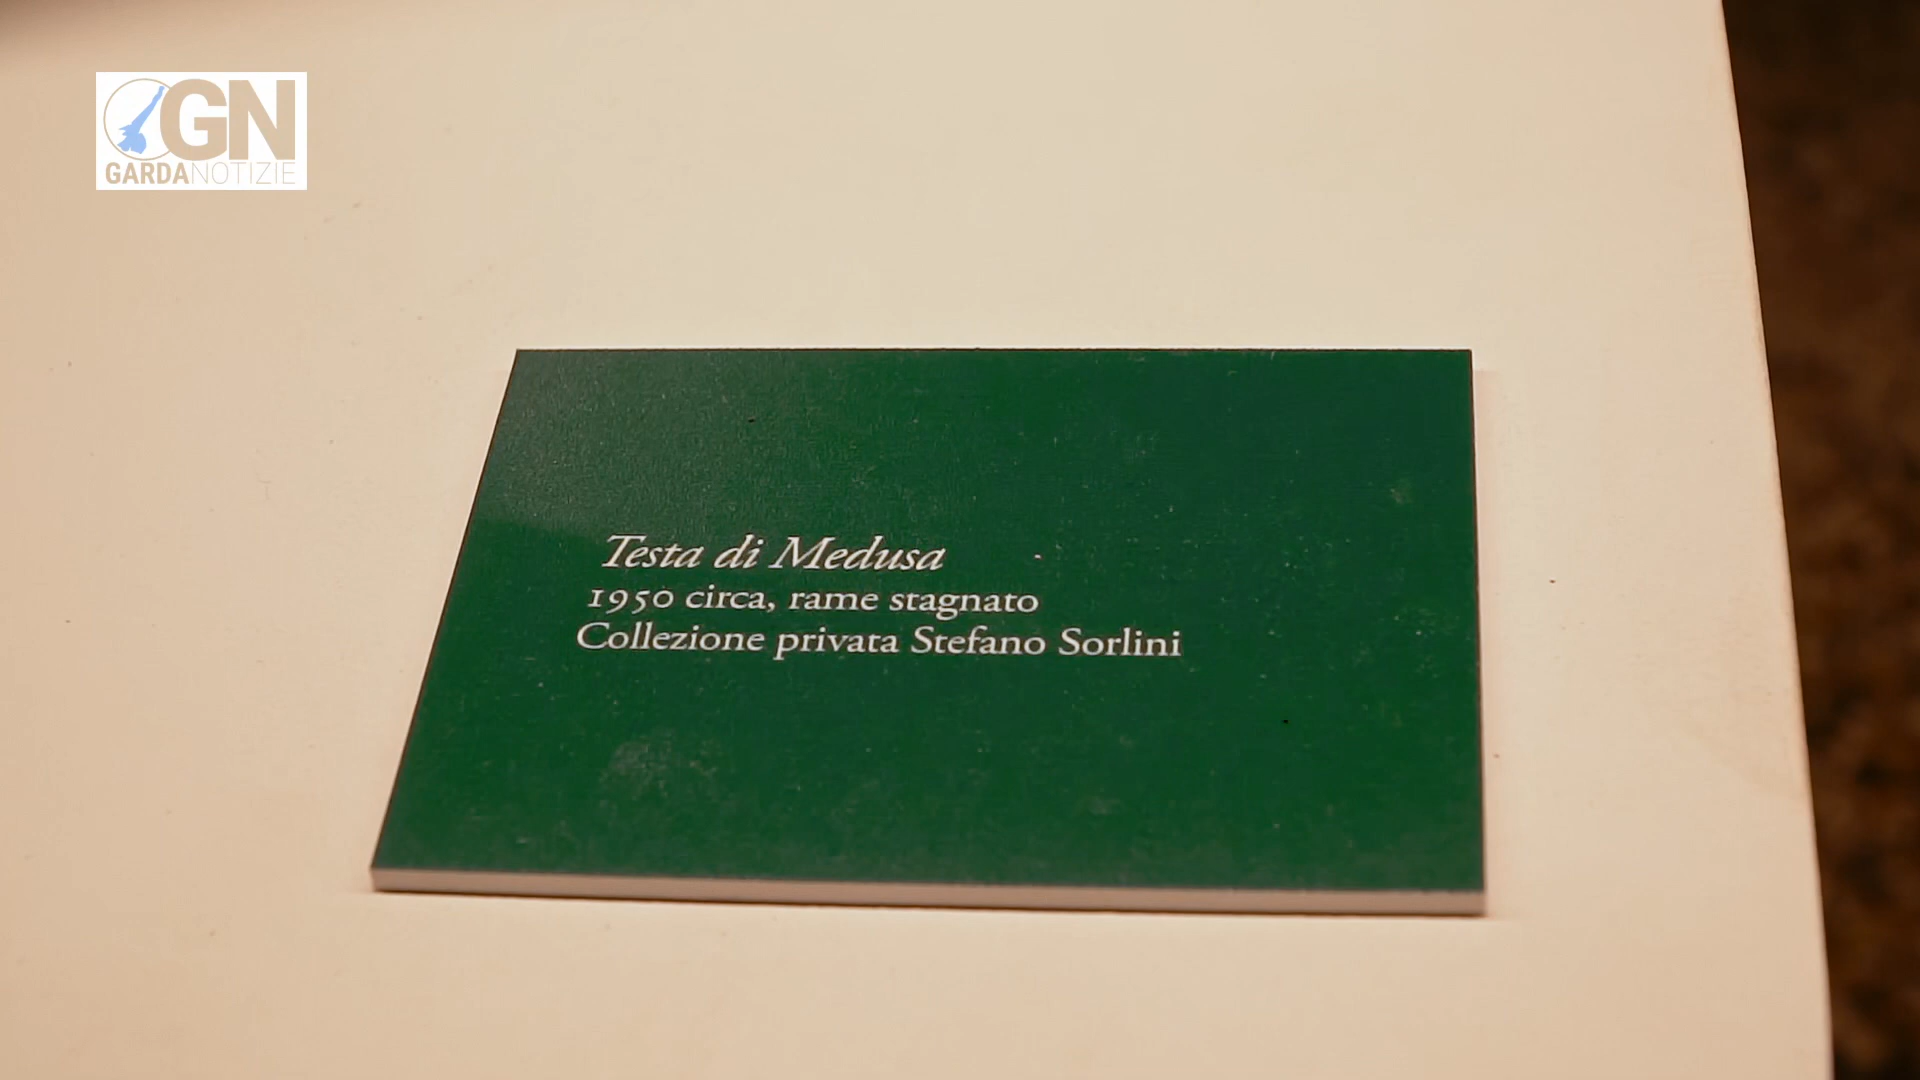 GN
GARDANOTIZIE
Testa di Medusa
1950 circa, rame stagnato
Collezione privata Stefano Sorlini